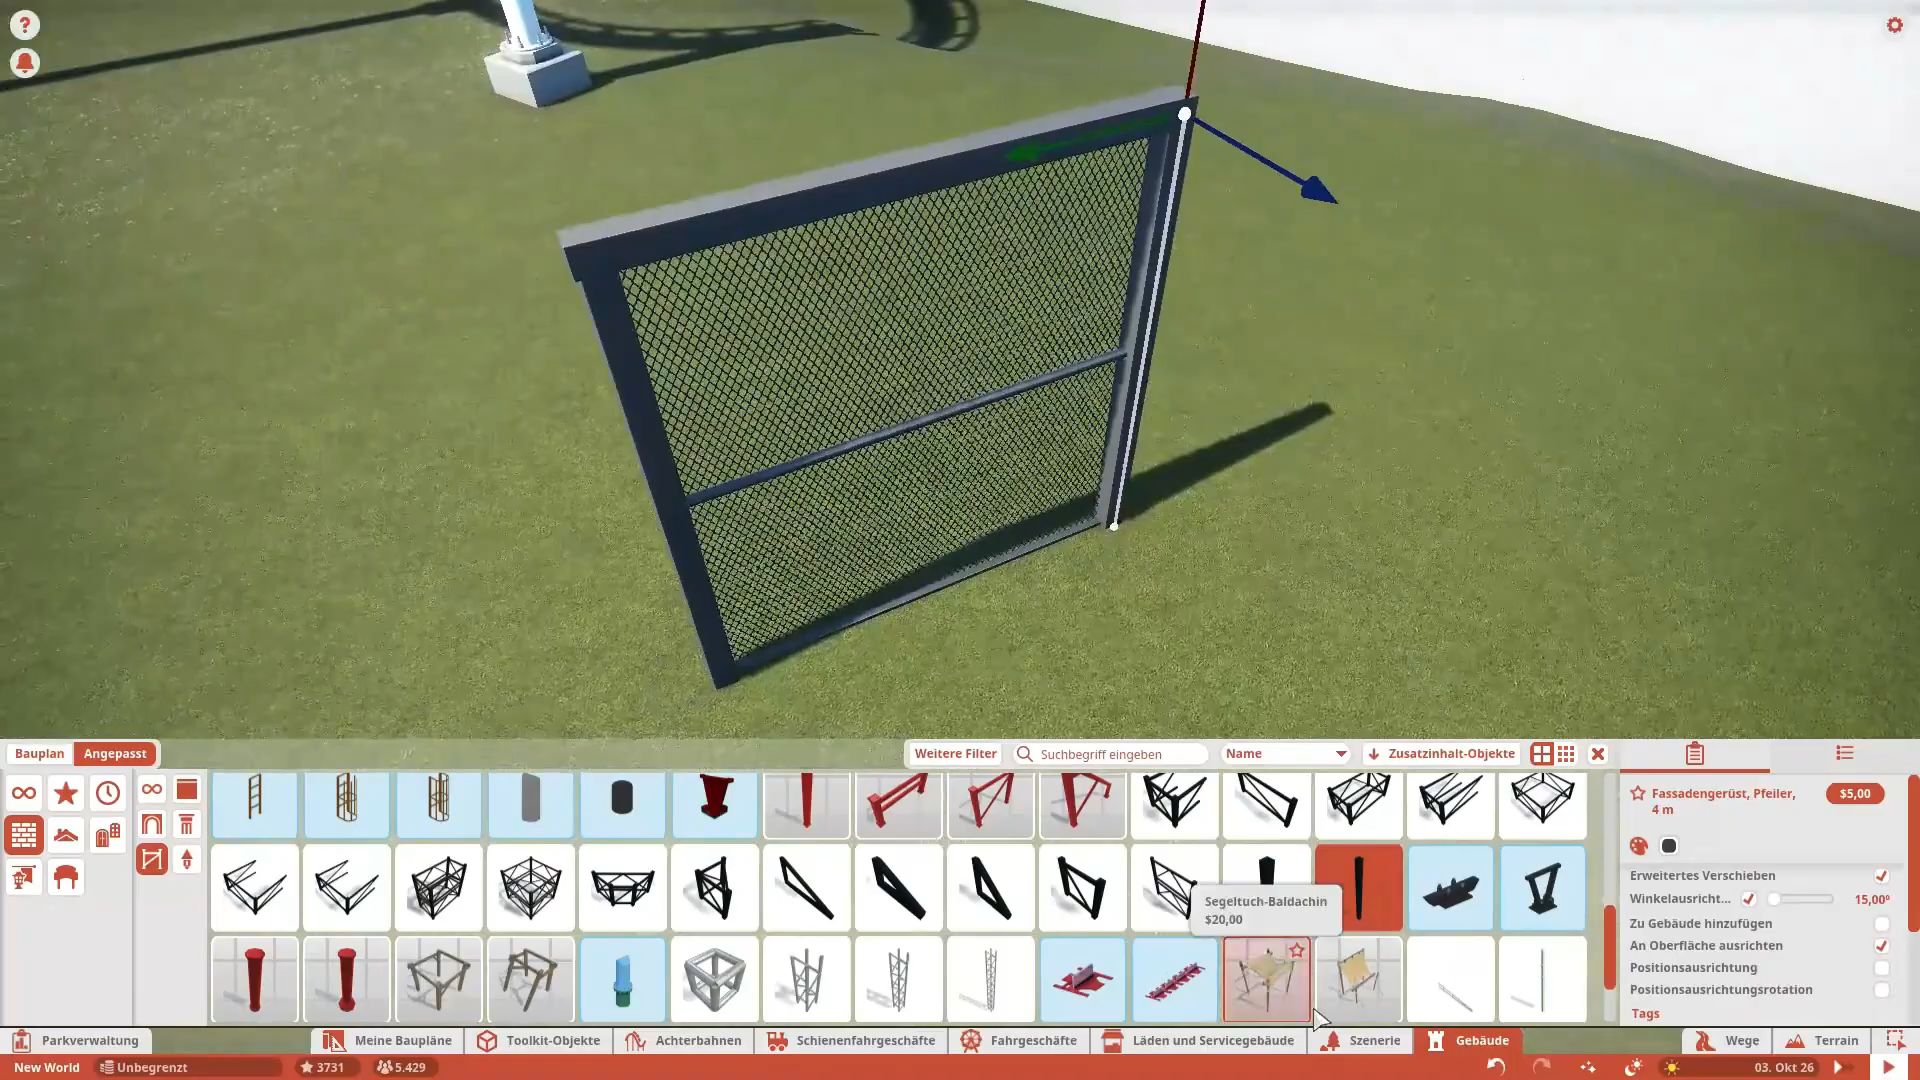 ?
Bauplan
Angepasst
Weitere Filter
Suchbegriff eingeben
Name
Zusatzinhalt-Objekte
Fassadengerüst, Pfeiler,
4 m
$5,00
Erweitertes Verschieben
Winkelausricht...
15,00°
Zu Gebäude hinzufügen
An Oberfläche ausrichten
Positionsausrichtung
Positionsausrichtungsrotation
Tags
Segeltuch-Baldachin
$20,00
Parkverwaltung
Meine Baupläne
Toolkit-Objekte
Achterbahnen
Schienenfahrgeschäfte
Fahrgeschäfte
Läden und Servicegebäude
Szenerie
Gebäude
Wege
Terrain
New World
Unbegrenzt
3731
5.429
03. Okt 26